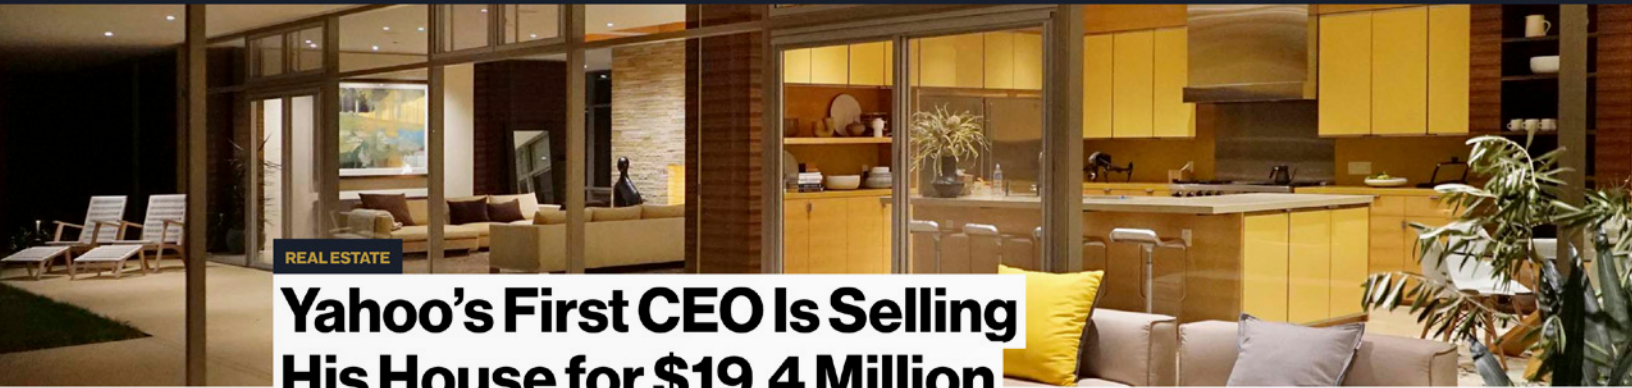 REAL ESTATE
Yahoo’s First CEO Is Selling
His House for $19.4 Million